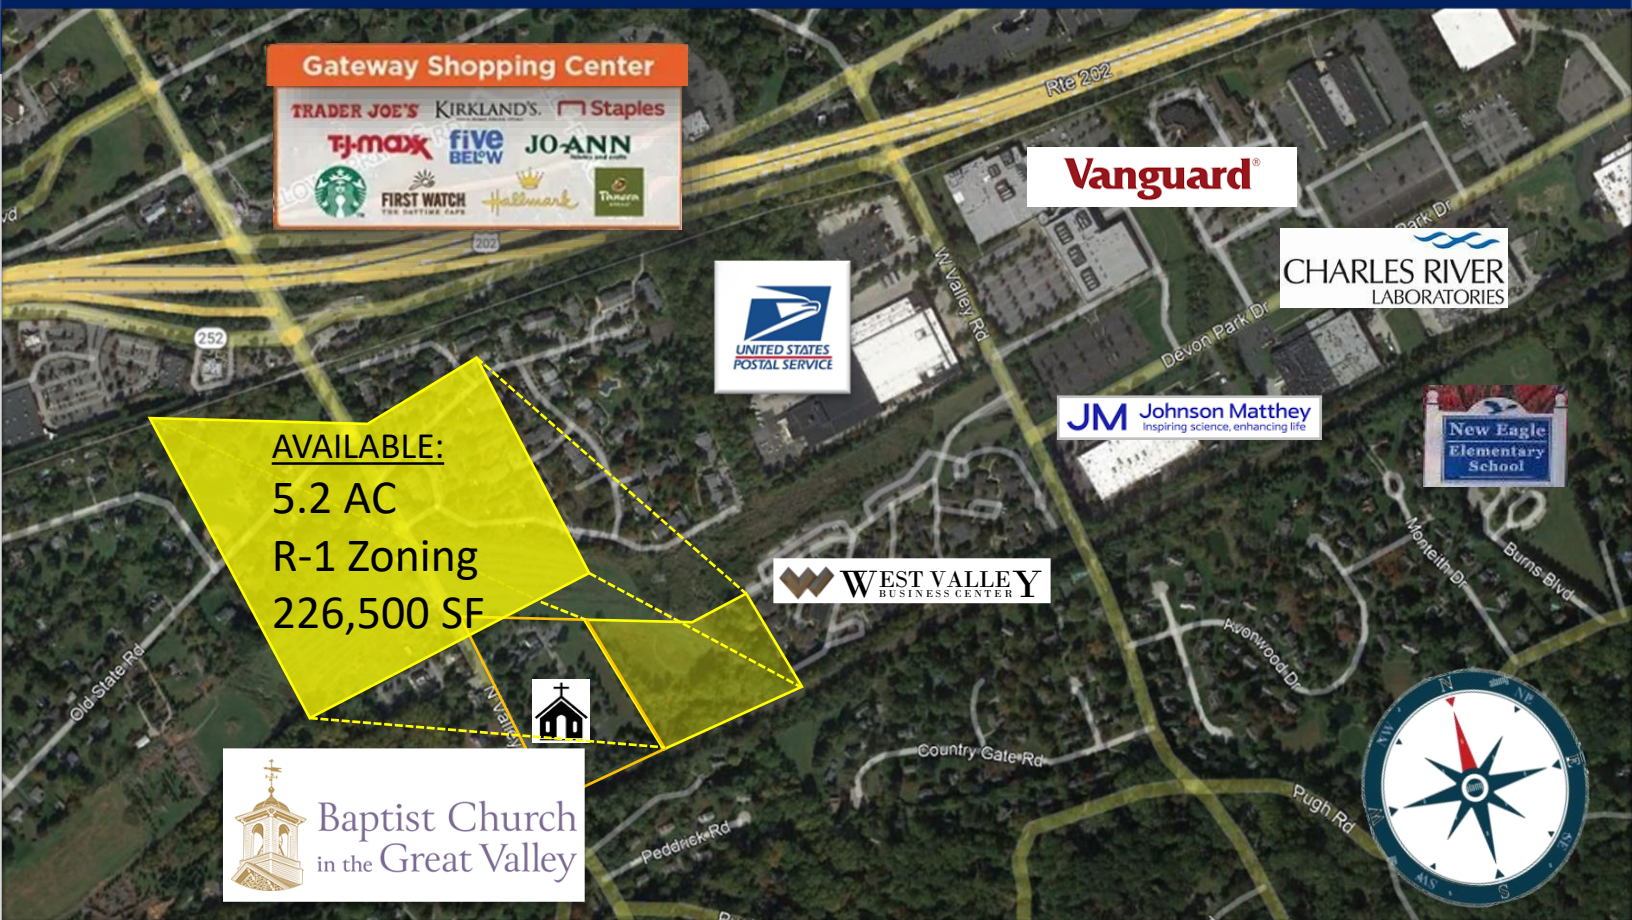 Gateway Shopping Center
TRADER JOE'S KIRKLAND'S. Staples
T·J·maxx five BELOW JO-ANN
fabrics and crafts
FIRST WATCH Hallmark Panera
THE DAYTIME CAFE
BREAD
Rte 202
Vanguard®
202
W Valley Rd
Park Dr
CHARLES RIVER
LABORATORIES
UNITED STATES
POSTAL SERVICE
252
Devon Park Dr
JM Johnson Matthey
Inspiring science, enhancing life
New Eagle
Elementary
School
AVAILABLE:
5.2 AC
R-1 Zoning
226,500 SF
WEST VALLEY
BUSINESS CENTER
Monteith Dr
Burns Blvd
Avonwood Dr
Old State Rd
N Valley
Country Gate Rd
Pugh Rd
Peddrick Rd
Baptist Church
in the Great Valley
N
NE
E
SE
S
SW
W
NW